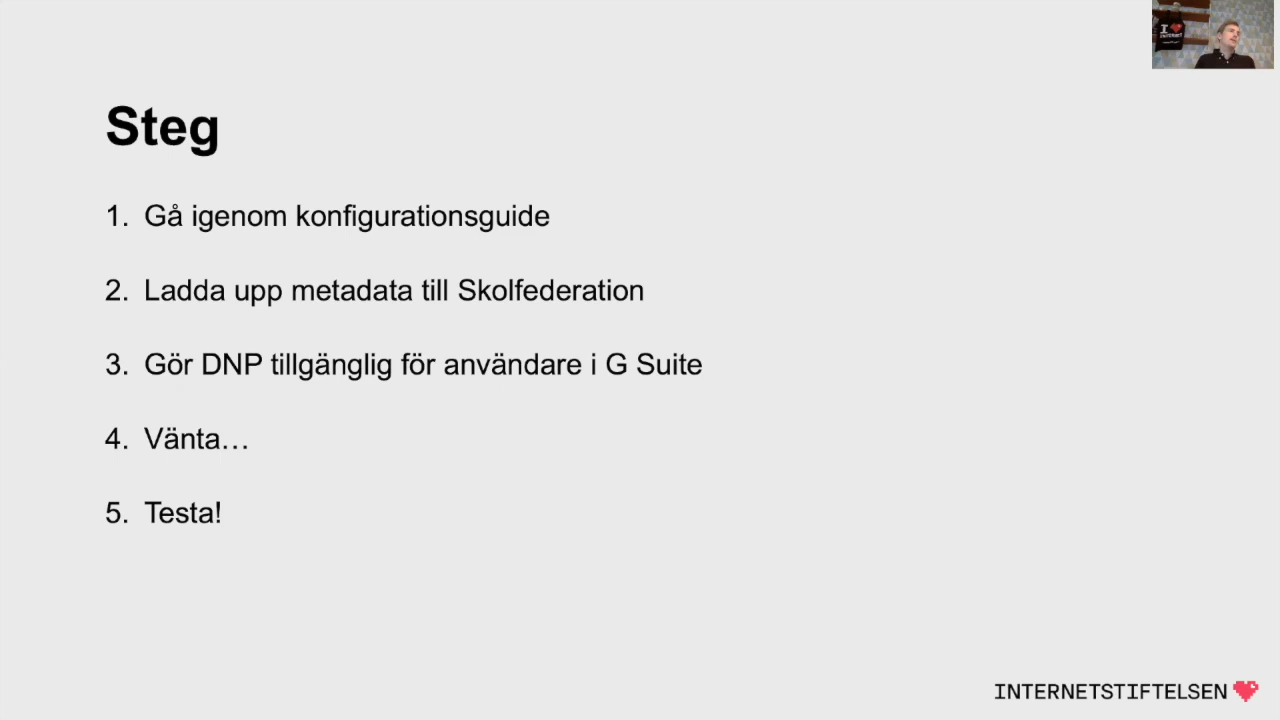 Steg
1. Gå igenom konfigurationsguide
2. Ladda upp metadata till Skolfederation
3. Gör DNP tillgänglig för användare i G Suite
4. Vänta…
5. Testa!
INTERNETSTIFTELSEN